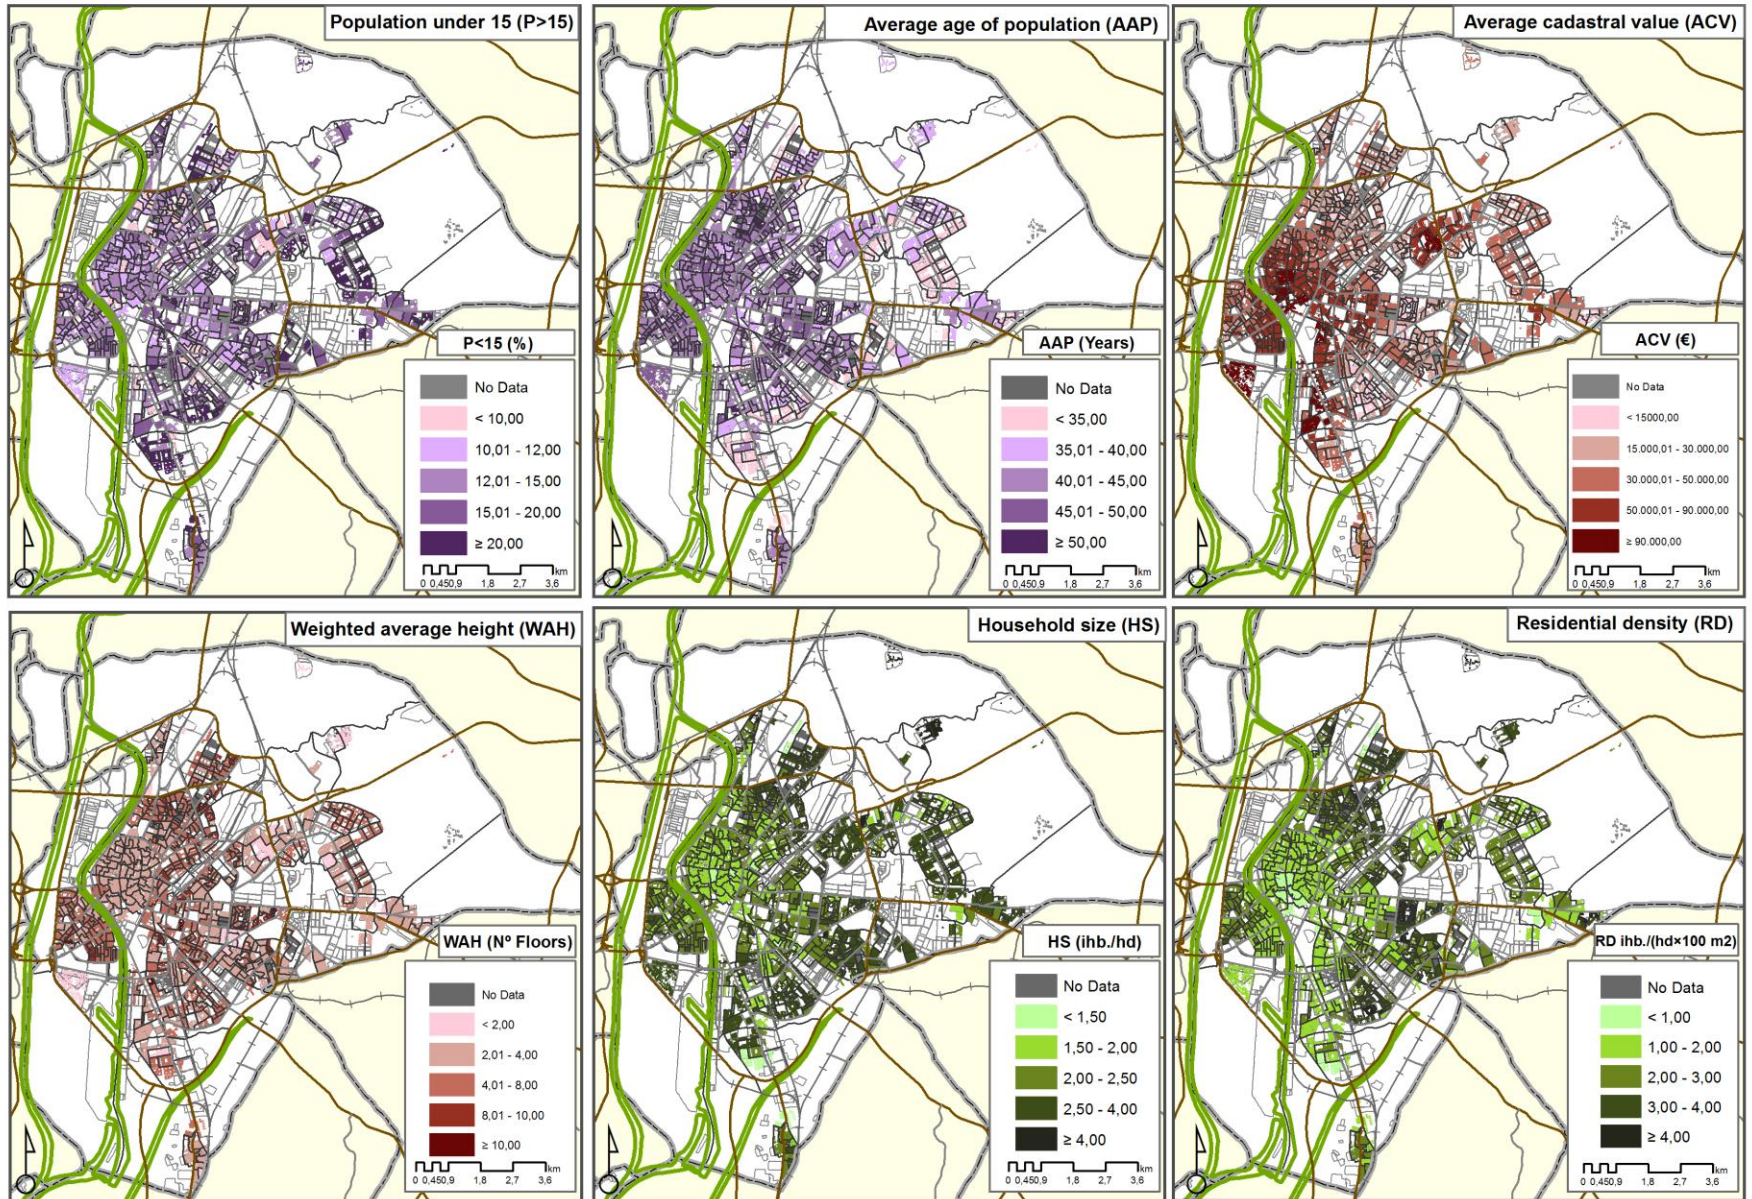 Population under 15 (P>15)
P<15 (%)
No Data
< 10,00
10,01 - 12,00
12,01 - 15,00
15,01 - 20,00
≥ 20,00
km
0 0,450,9 1,8 2,7 3,6
Average age of population (AAP)
AAP (Years)
No Data
< 35,00
35,01 - 40,00
40,01 - 45,00
45,01 - 50,00
≥ 50,00
km
0 0,450,9 1,8 2,7 3,6
Average cadastral value (ACV)
ACV (€)
No Data
< 15000,00
15.000,01 - 30.000,00
30.000,01 - 50.000,00
50.000,01 - 90.000,00
≥ 90.000,00
km
0 0,450,9 1,8 2,7 3,6
Weighted average height (WAH)
WAH (Nº Floors)
No Data
< 2,00
2,01 - 4,00
4,01 - 8,00
8,01 - 10,00
≥ 10,00
km
0 0,450,9 1,8 2,7 3,6
Household size (HS)
HS (ihb./hd)
No Data
< 1,50
1,50 - 2,00
2,00 - 2,50
2,50 - 4,00
≥ 4,00
km
0 0,450,9 1,8 2,7 3,6
Residential density (RD)
RD ihb./(hd×100 m2)
No Data
< 1,00
1,00 - 2,00
2,00 - 3,00
3,00 - 4,00
≥ 4,00
km
0 0,450,9 1,8 2,7 3,6